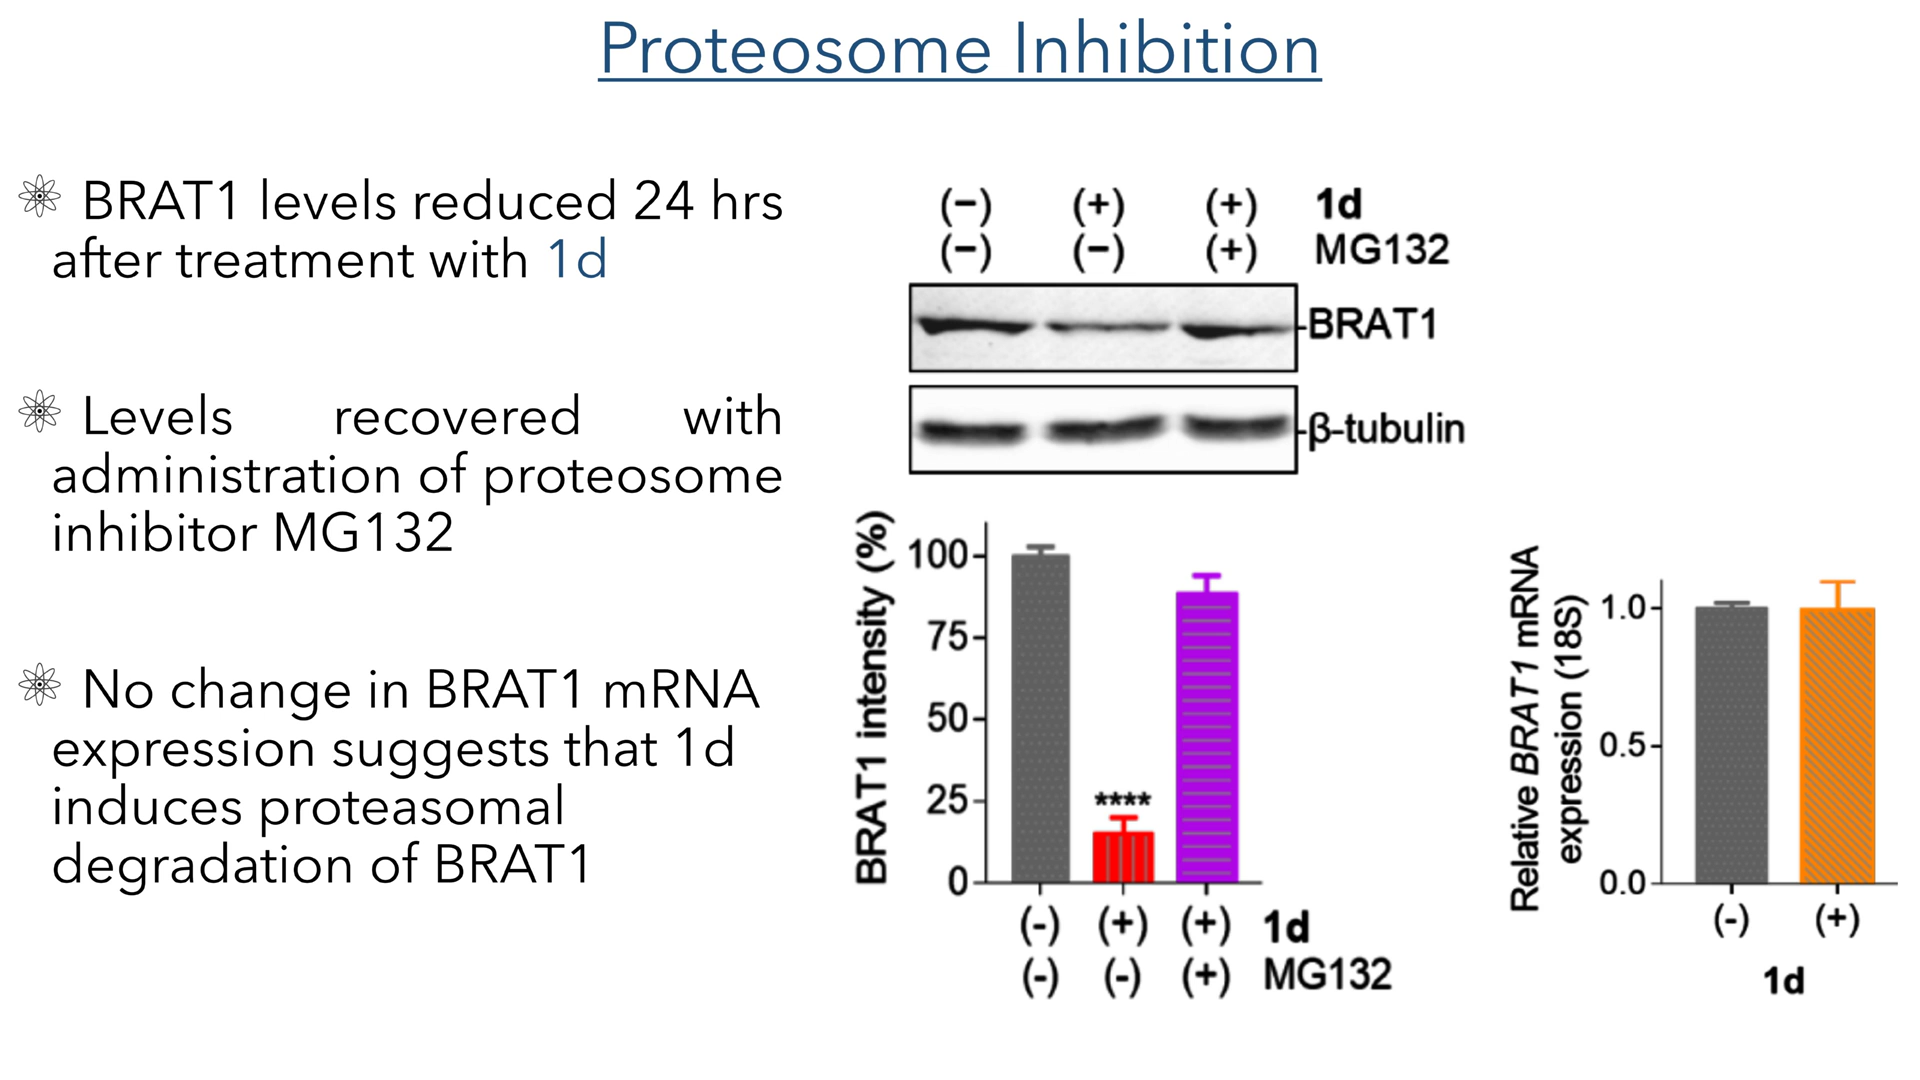 Proteosome Inhibition
BRAT1 levels reduced 24 hrs
after treatment with 1d
Levels recovered with
administration of proteosome
inhibitor MG132
No change in BRAT1 mRNA
expression suggests that 1d
induces proteasomal
degradation of BRAT1
(−) (+) (+) 1d
(−) (−) (+) MG132
-BRAT1
-β-tubulin
BRAT1 intensity (%)
100
75
50
25
0
****
(-) (+) (+) 1d
(-) (-) (+) MG132
Relative BRAT1 mRNA
expression (18S)
1.0
0.5
0.0
(-) (+)
1d